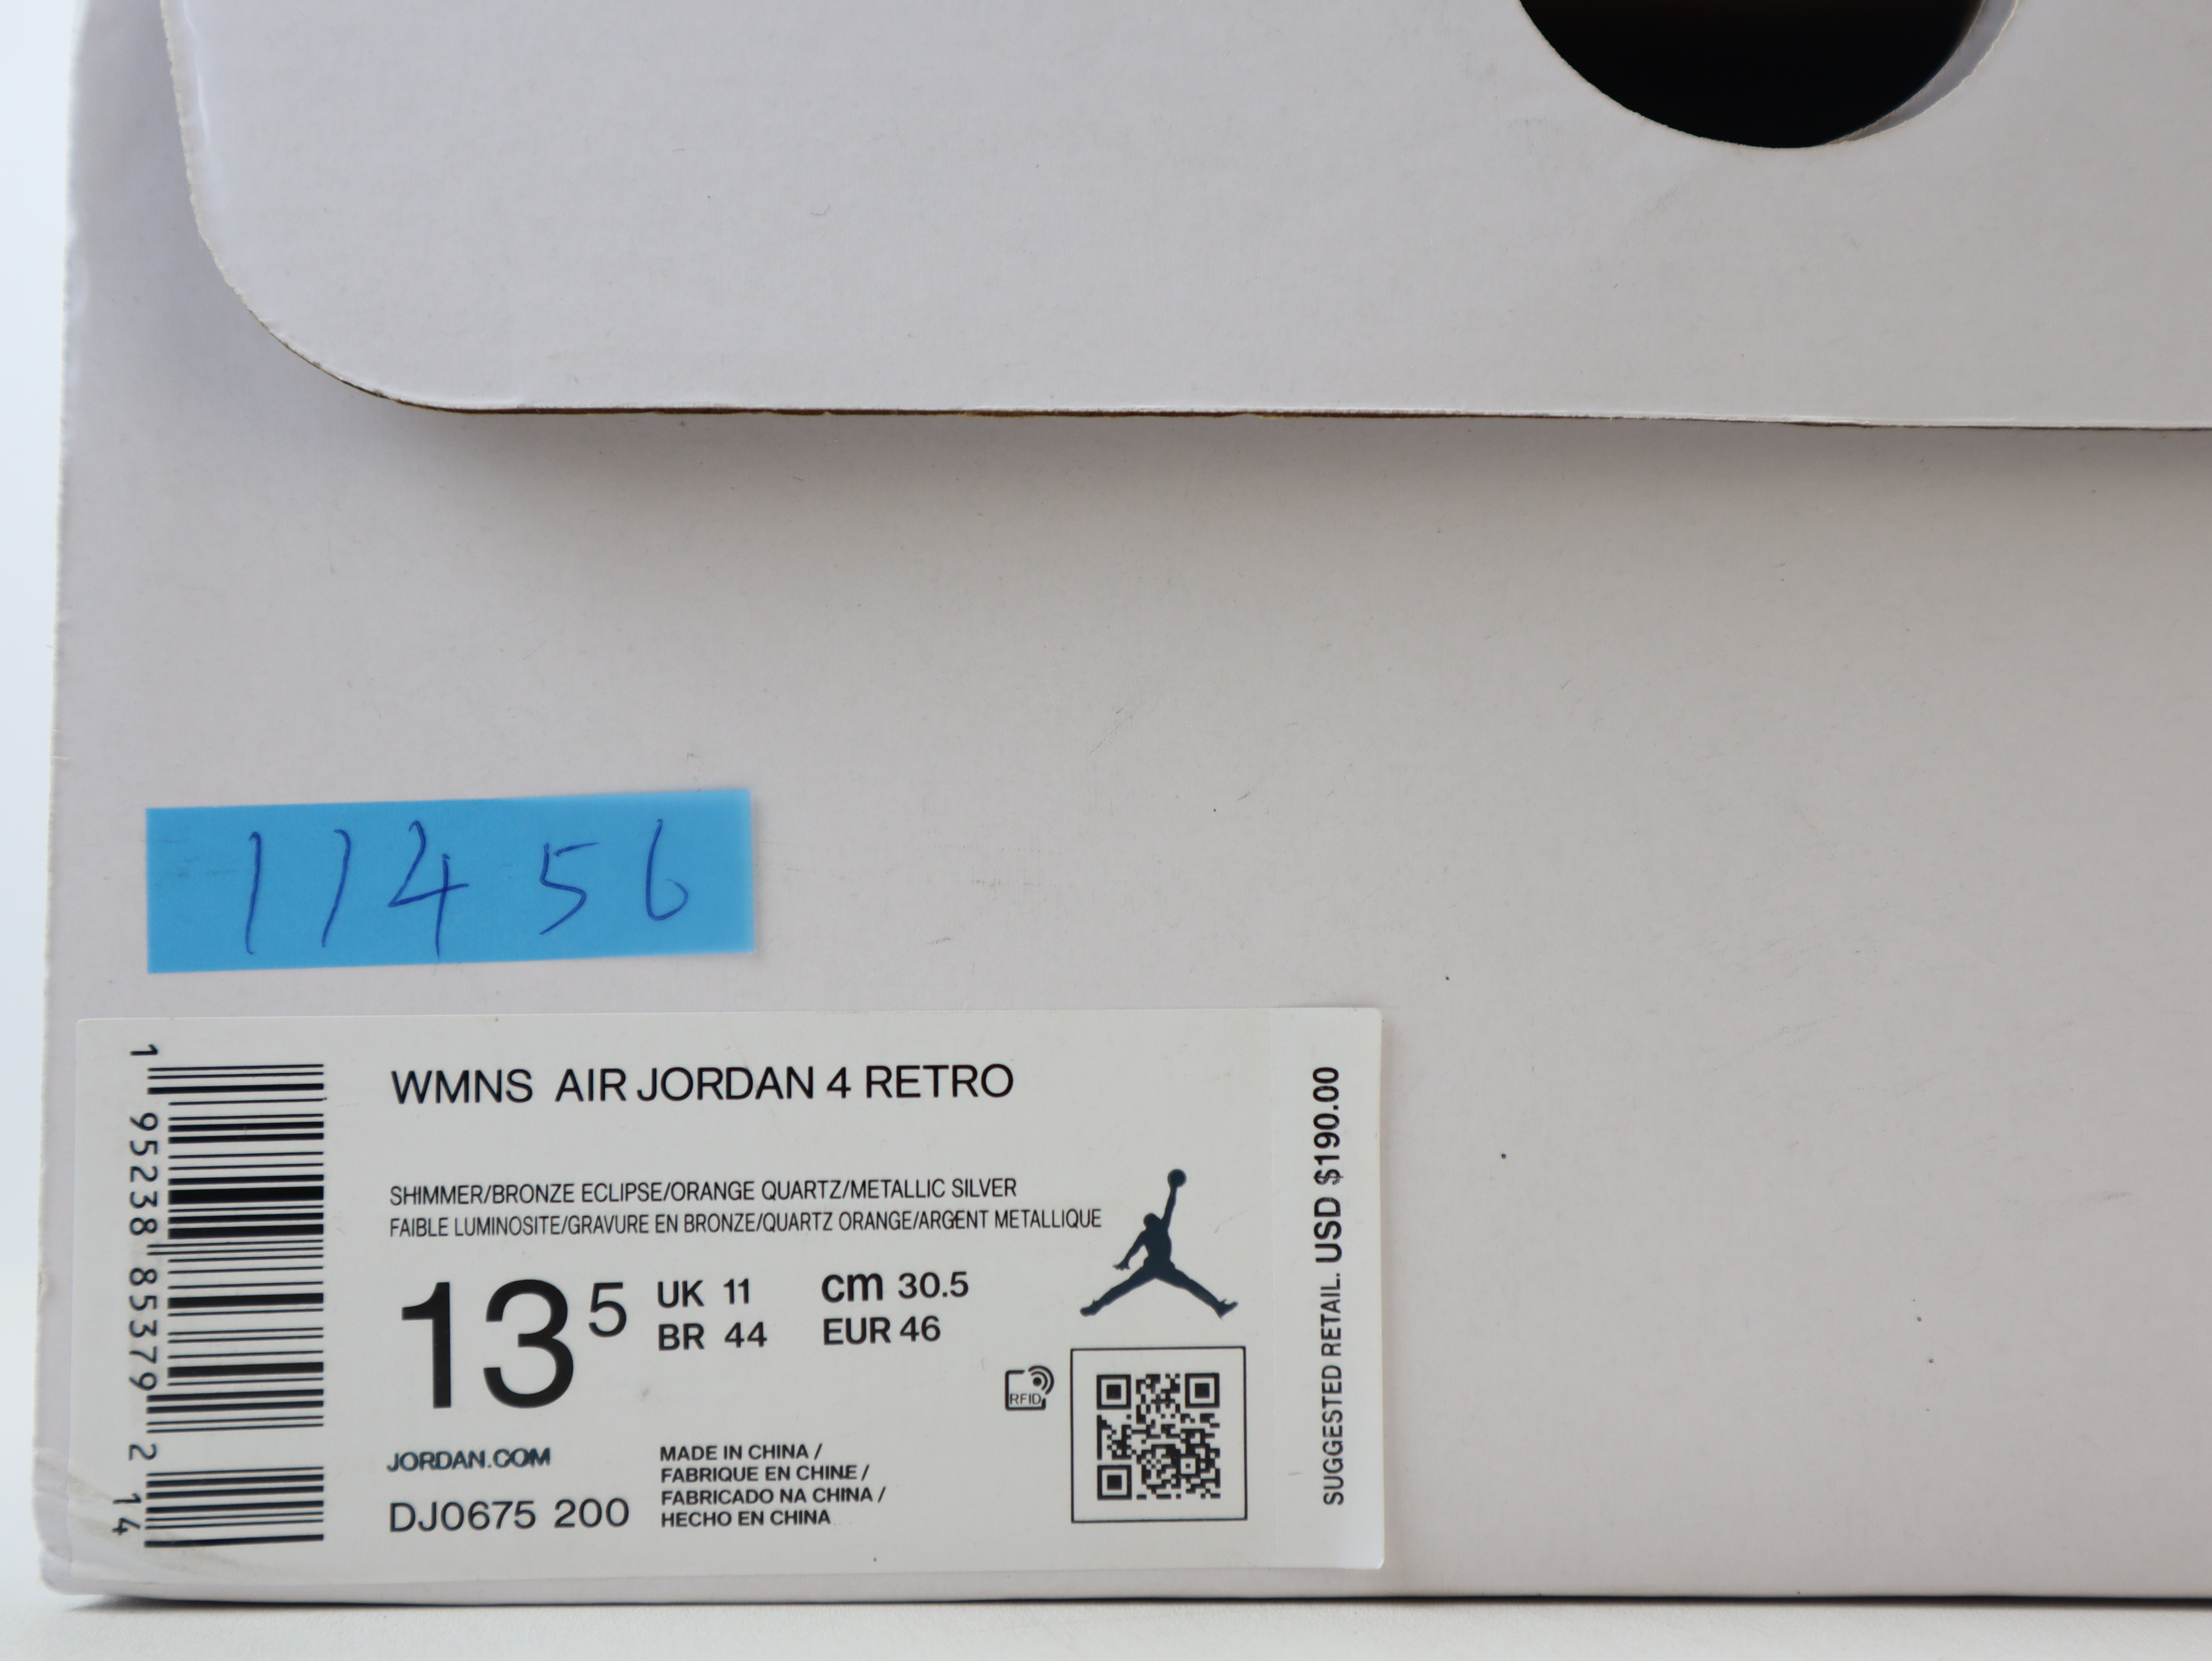 11456
WMNS AIR JORDAN 4 RETRO
SHIMMER/BRONZE ECLIPSE/ORANGE QUARTZ/METALLIC SILVER
FAIBLE LUMINOSITE/GRAVURE EN BRONZE/QUARTZ ORANGE/ARGENT METALLIQUE
13 5
UK 11 cm 30.5
BR 44 EUR 46
RFID
JORDAN.COM
DJ0675 200
MADE IN CHINA /
FABRIQUE EN CHINE /
FABRICADO NA CHINA /
HECHO EN CHINA
1 95238 85379 2 14
SUGGESTED RETAIL. USD $190.00